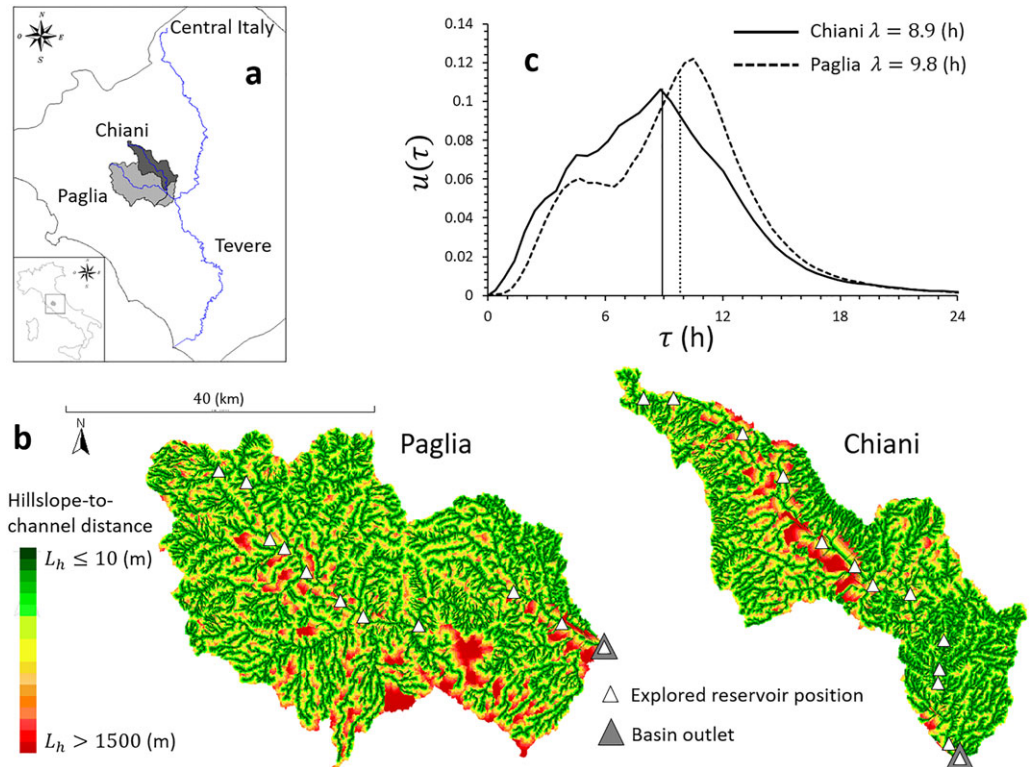 Central Italy
N
O
E
S
a
Chiani
Paglia
Tevere
c
Chiani λ = 8.9 (h)
Paglia λ = 9.8 (h)
u(τ)
0.14
0.12
0.1
0.08
0.06
0.04
0.02
0
0 6 12 18 24
τ (h)
40 (km)
b
N
Paglia
Chiani
Hillslope-to-
channel distance
L_h ≤ 10 (m)
L_h > 1500 (m)
Explored reservoir position
Basin outlet